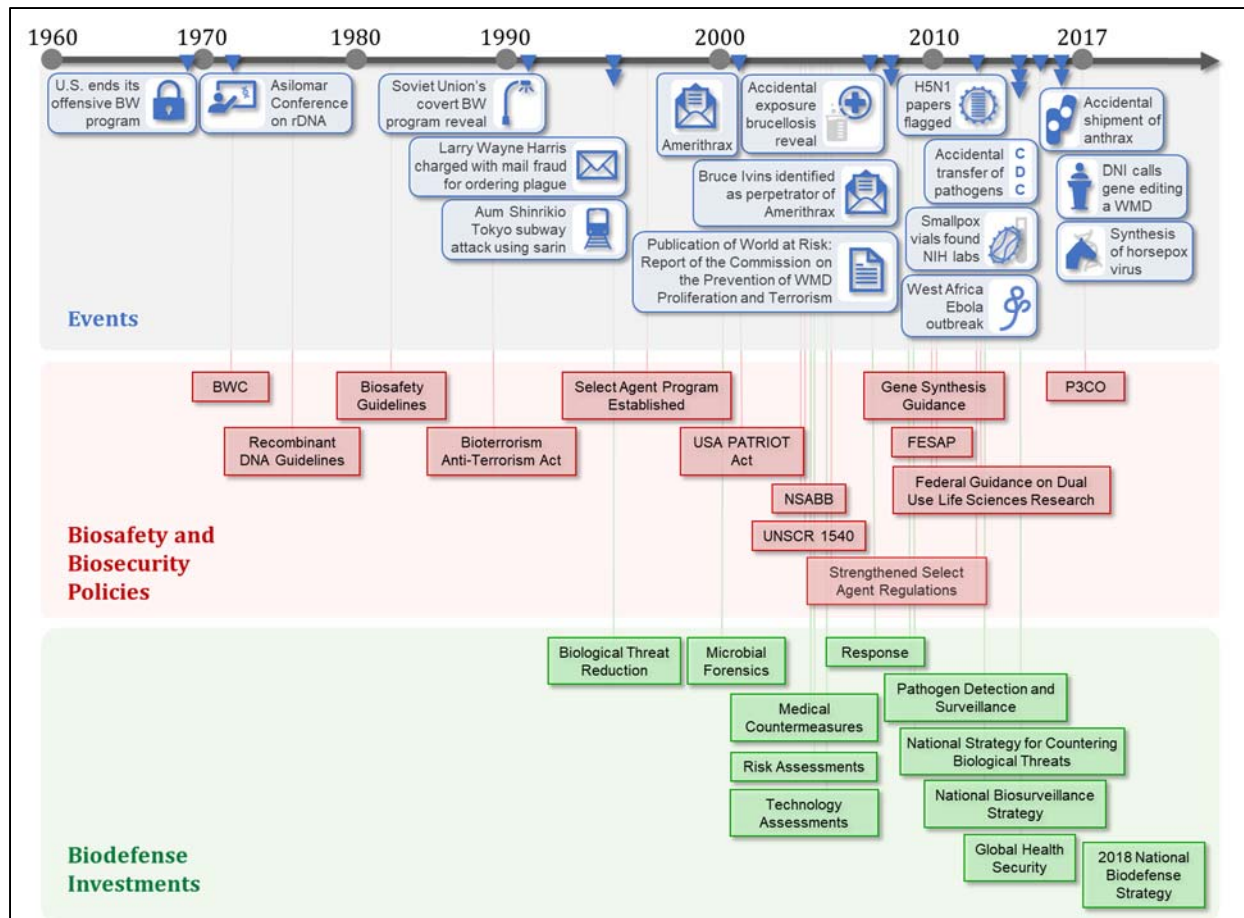 1960 1970 1980 1990 2000 2010 2017
U.S. ends its
offensive BW
program
Asilomar
Conference
on rDNA
Soviet Union's
covert BW
program reveal
Larry Wayne Harris
charged with mail fraud
for ordering plague
Aum Shinrikio
Tokyo subway
attack using sarin
Amerithrax
Accidental
exposure
brucellosis
reveal
Bruce Ivins identified
as perpetrator of
Amerithrax
Publication of World at Risk:
Report of the Commission on
the Prevention of WMD
Proliferation and Terrorism
H5N1
papers
flagged
Accidental
transfer of
pathogens
C
D
C
Smallpox
vials found
NIH labs
West Africa
Ebola
outbreak
Accidental
shipment of
anthrax
DNI calls
gene editing
a WMD
Synthesis
of horsepox
virus
Events
BWC
Recombinant
DNA Guidelines
Biosafety
Guidelines
Bioterrorism
Anti-Terrorism Act
Select Agent Program
Established
USA PATRIOT
Act
NSABB
UNSCR 1540
Strengthened Select
Agent Regulations
Gene Synthesis
Guidance
FESAP
Federal Guidance on Dual
Use Life Sciences Research
P3CO
Biosafety and
Biosecurity
Policies
Biological Threat
Reduction
Microbial
Forensics
Response
Medical
Countermeasures
Pathogen Detection and
Surveillance
Risk Assessments
National Strategy for Countering
Biological Threats
Technology
Assessments
National Biosurveillance
Strategy
Global Health
Security
2018 National
Biodefense
Strategy
Biodefense
Investments